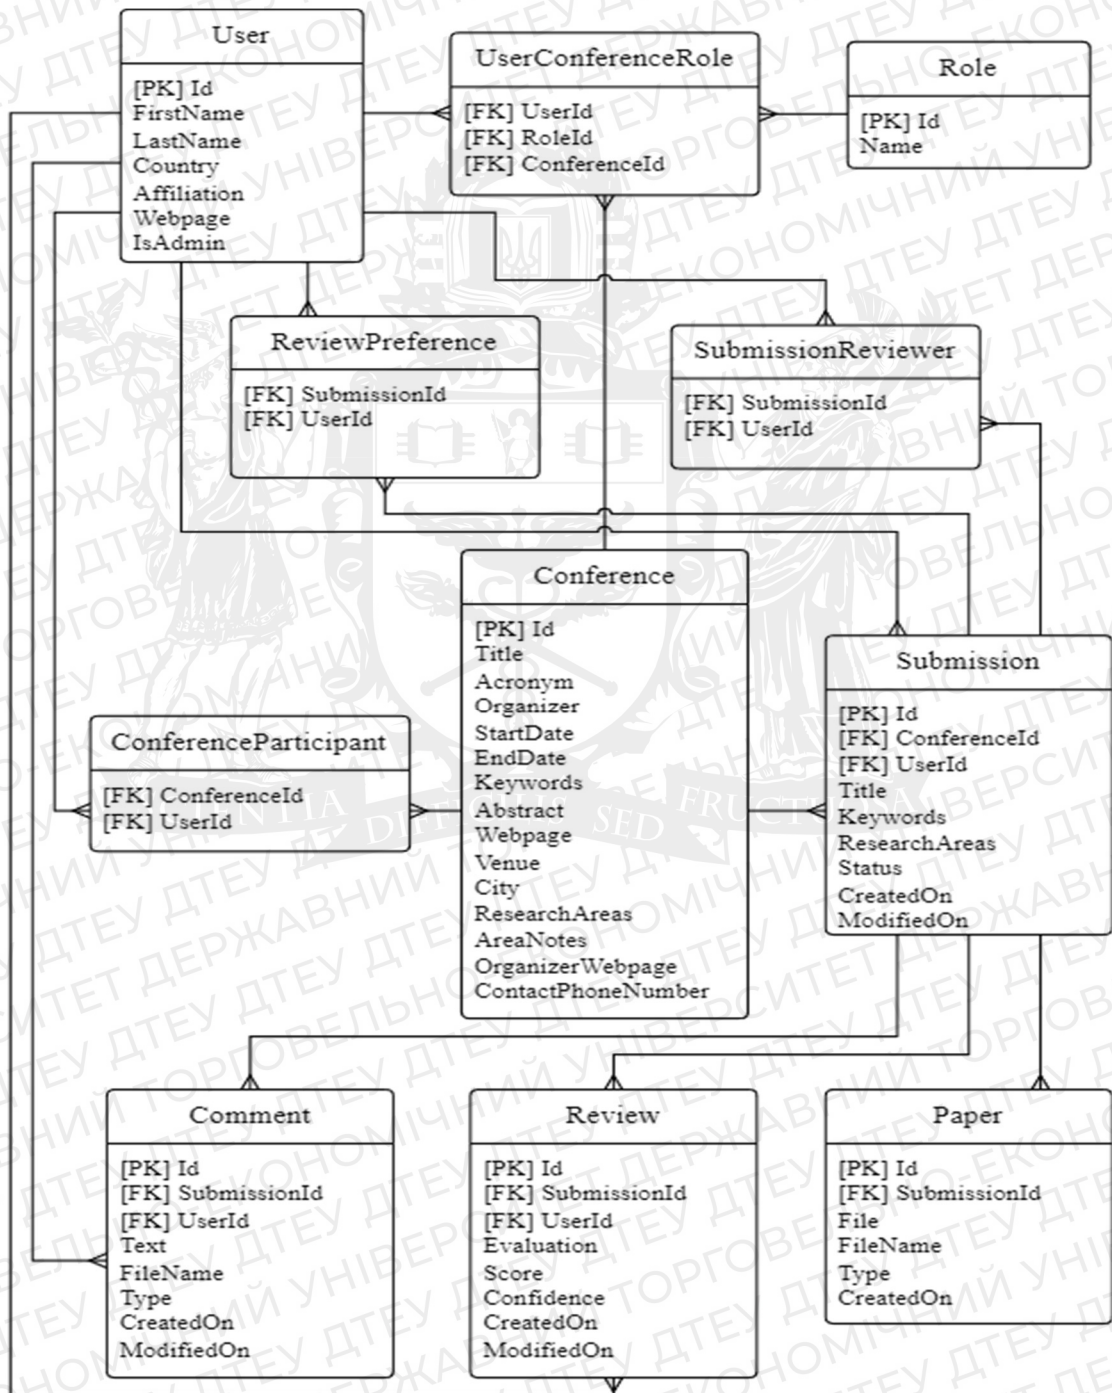 User
[PK] Id
FirstName
LastName
Country
Affiliation
Webpage
IsAdmin
UserConferenceRole
[FK] UserId
[FK] RoleId
[FK] ConferenceId
Role
[PK] Id
Name
ReviewPreference
[FK] SubmissionId
[FK] UserId
SubmissionReviewer
[FK] SubmissionId
[FK] UserId
Conference
[PK] Id
Title
Acronym
Organizer
StartDate
EndDate
Keywords
Abstract
Webpage
Venue
City
ResearchAreas
AreaNotes
OrganizerWebpage
ContactPhoneNumber
Submission
[PK] Id
[FK] ConferenceId
[FK] UserId
Title
Keywords
ResearchAreas
Status
CreatedOn
ModifiedOn
ConferenceParticipant
[FK] ConferenceId
[FK] UserId
Comment
[PK] Id
[FK] SubmissionId
[FK] UserId
Text
FileName
Type
CreatedOn
ModifiedOn
Review
[PK] Id
[FK] SubmissionId
[FK] UserId
Evaluation
Score
Confidence
CreatedOn
ModifiedOn
Paper
[PK] Id
[FK] SubmissionId
File
FileName
Type
CreatedOn